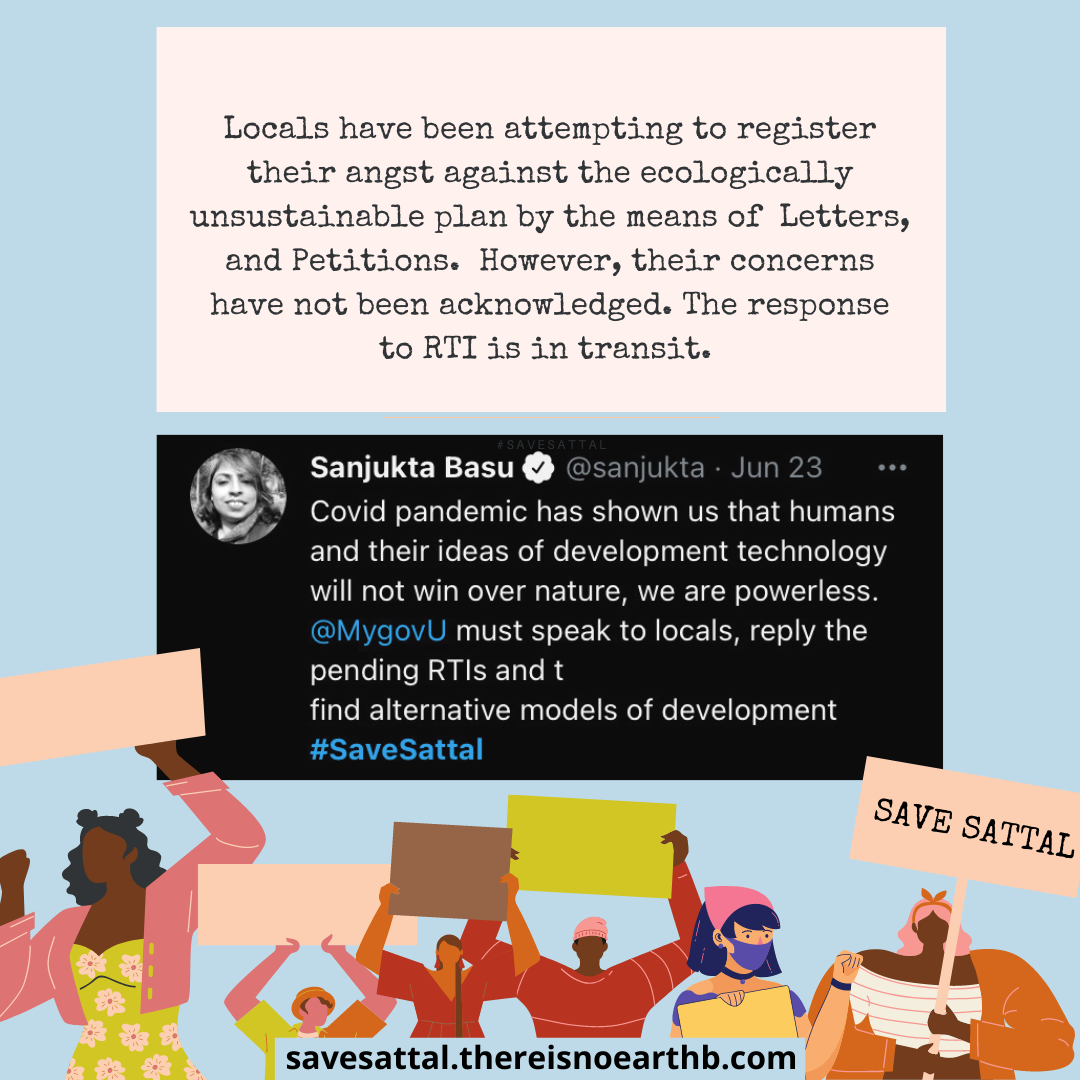 Locals have been attempting to register
their angst against the ecologically
unsustainable plan by the means of Letters,
and Petitions. However, their concerns
have not been acknowledged. The response
to RTI is in transit.
#SAVESATTAL
Sanjukta Basu @sanjukta · Jun 23 ...
Covid pandemic has shown us that humans
and their ideas of development technology
will not win over nature, we are powerless.
@MygovU must speak to locals, reply the
pending RTIs and t
find alternative models of development
#SaveSattal
SAVE SATTAL
savesattal.thereisnoearthb.com